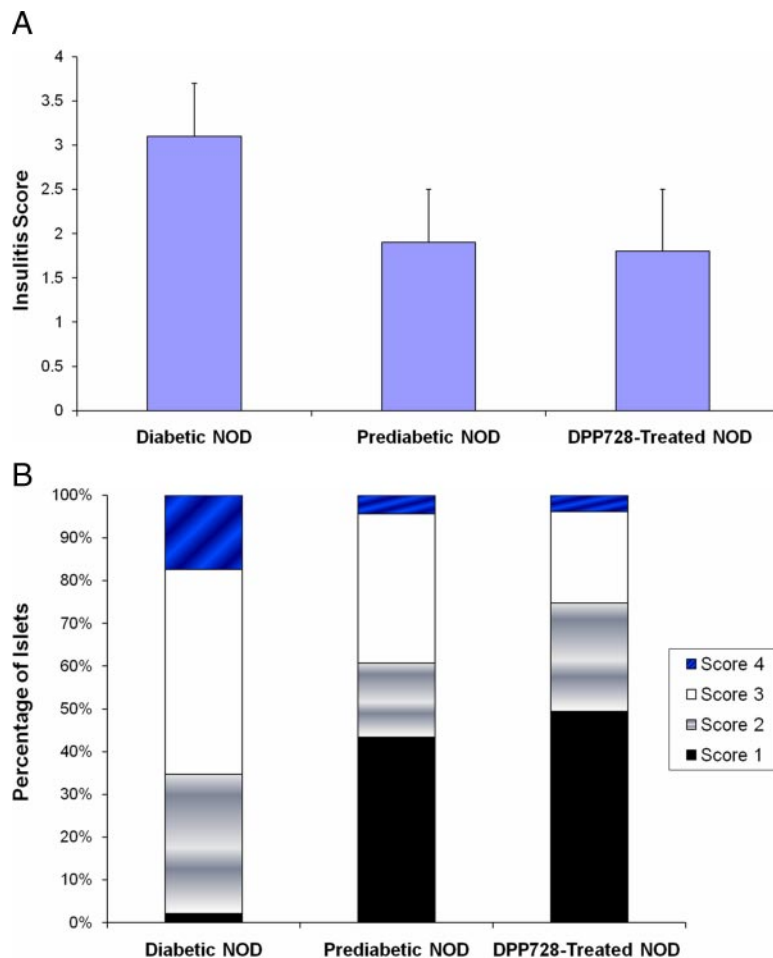 A
4
3.5
3
2.5
2
1.5
1
0.5
0
Insulitis Score
Diabetic NOD Prediabetic NOD DPP728-Treated NOD
B
100%
90%
80%
70%
60%
50%
40%
30%
20%
10%
0%
Percentage of Islets
Score 4
Score 3
Score 2
Score 1
Diabetic NOD Prediabetic NOD DPP728-Treated NOD